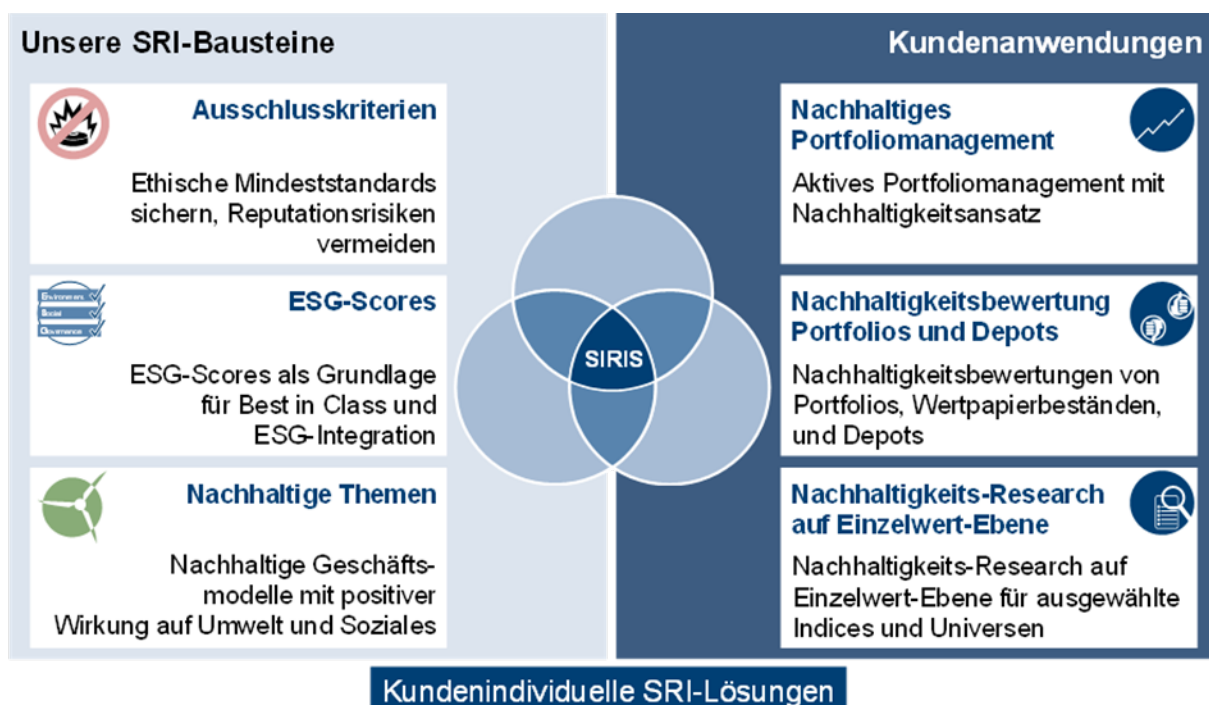 Unsere SRI-Bausteine
Ausschlusskriterien
Ethische Mindeststandards
sichern, Reputationsrisiken
vermeiden
Social
Governance
ESG-Scores
ESG-Scores als Grundlage
für Best in Class und
ESG-Integration
Nachhaltige Themen
Nachhaltige Geschäfts-
modelle mit positiver
Wirkung auf Umwelt und Soziales
SIRIS
Kundenanwendungen
Nachhaltiges
Portfoliomanagement
Aktives Portfoliomanagement mit
Nachhaltigkeitsansatz
Nachhaltigkeitsbewertung
Portfolios und Depots
Nachhaltigkeitsbewertungen von
Portfolios, Wertpapierbeständen,
und Depots
Nachhaltigkeits-Research
auf Einzelwert-Ebene
Nachhaltigkeits-Research auf
Einzelwert-Ebene für ausgewählte
Indices und Universen
Kundenindividuelle SRI-Lösungen